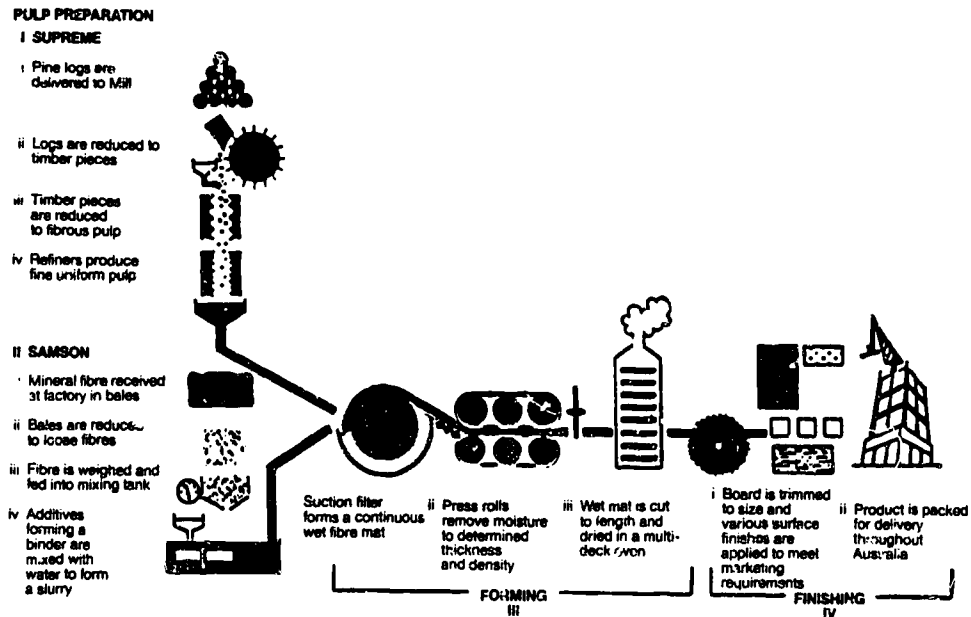 PULP PREPARATION
I SUPREME
i Pine logs are
delivered to Mill
ii Logs are reduced to
timber pieces
iii Timber pieces
are reduced
to fibrous pulp
iv Refiners produce
fine uniform pulp
II SAMSON
i Mineral fibre received
at factory in bales
ii Bales are reduced
to loose fibres
iii Fibre is weighed and
fed into mixing tank
iv Additives
forming a
binder are
mixed with
water to form
a slurry
Suction filter
forms a continuous
wet fibre mat
ii Press rolls
remove moisture
to determined
thickness
and density
iii Wet mat is cut
to length and
dried in a multi-
deck oven
FORMING
III
i Board is trimmed
to size and
various surface
finishes are
applied to meet
marketing
requirements
ii Product is packed
for delivery
throughout
Australia
FINISHING
IV